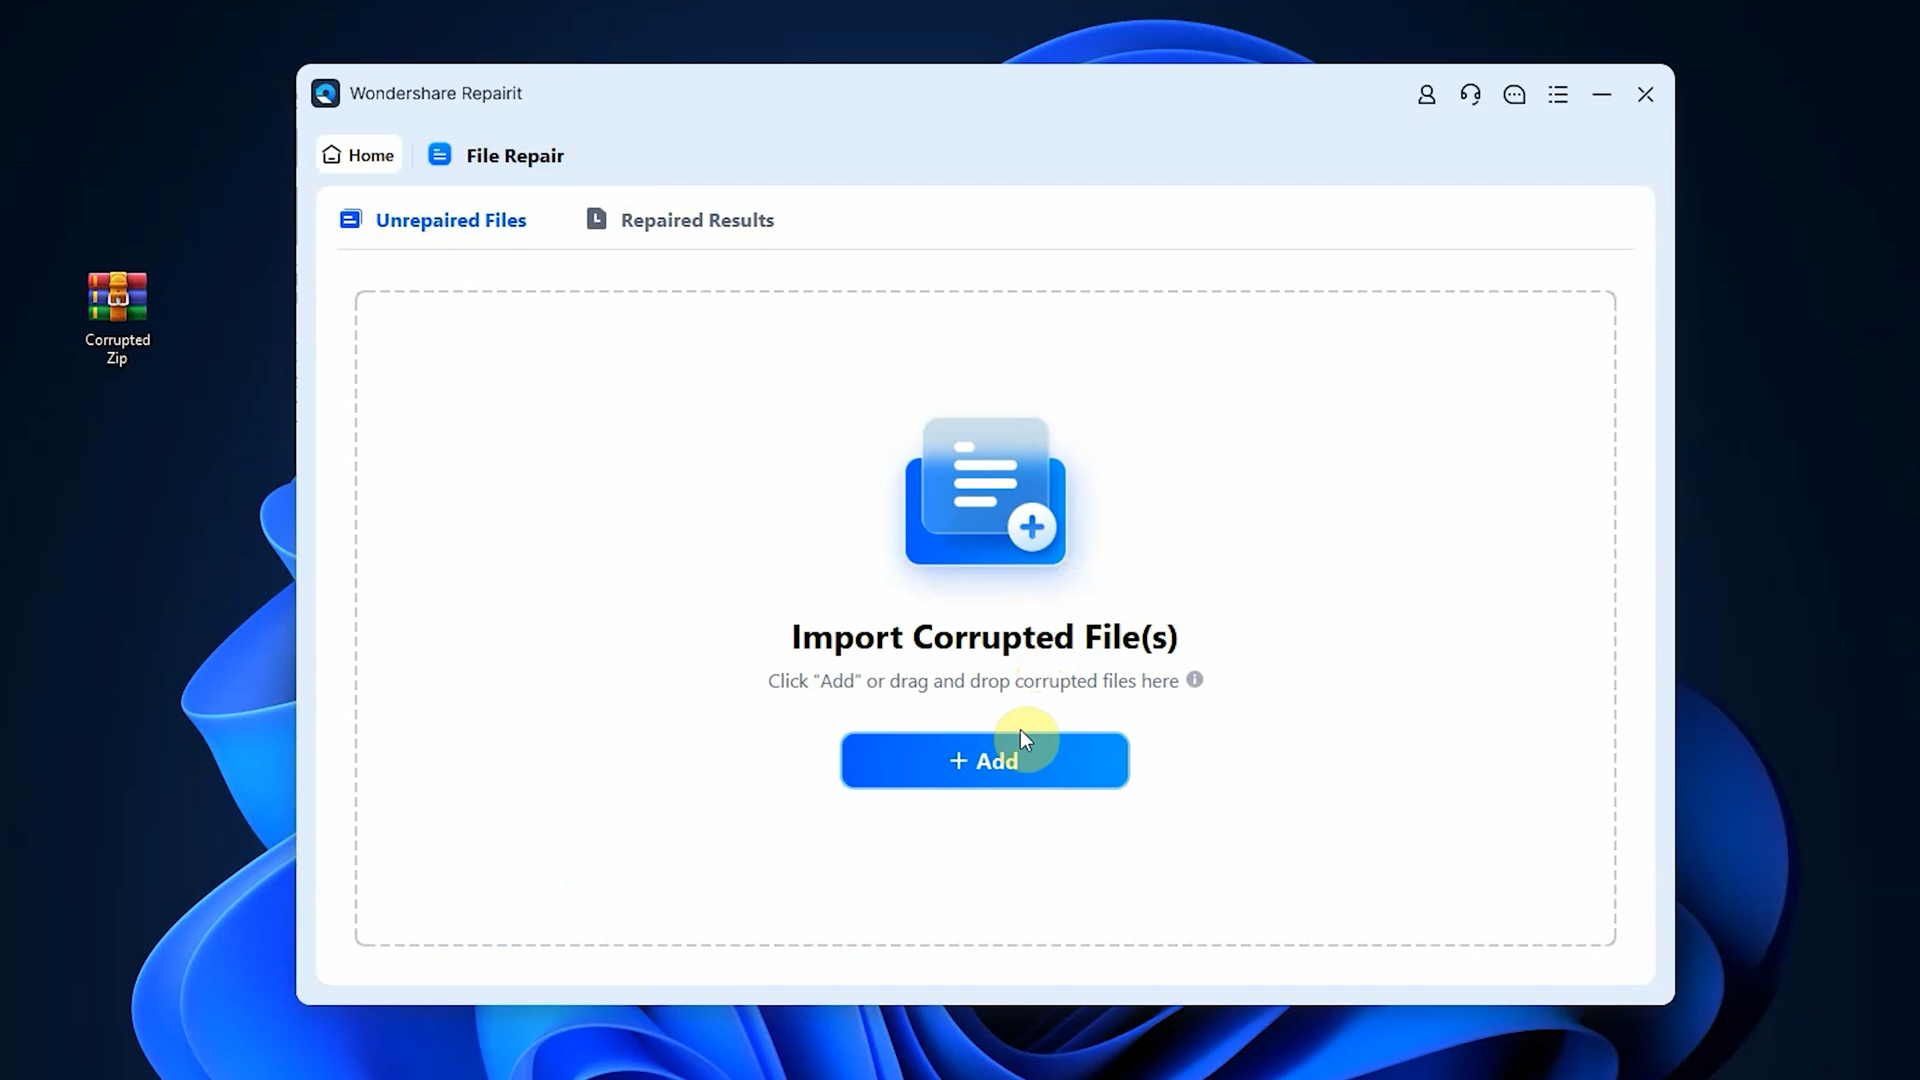 Wondershare Repairit
Home
File Repair
Unrepaired Files
Repaired Results
Corrupted
Zip
Import Corrupted File(s)
Click “Add” or drag and drop corrupted files here
+ Add